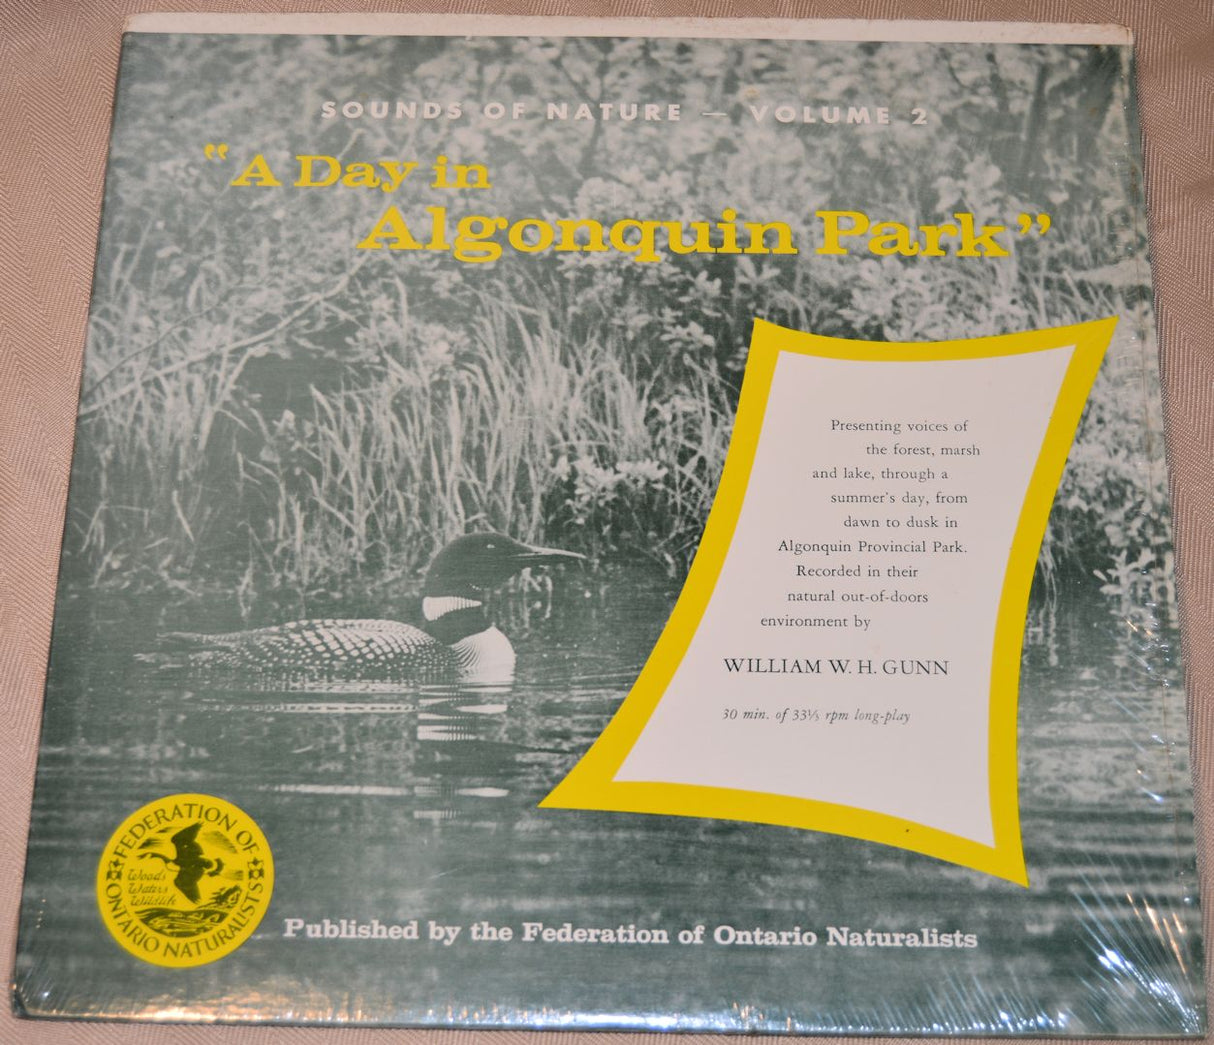 SOUNDS OF NATURE — VOLUME 2
"A Day in
Algonquin Park"
Presenting voices of
the forest, marsh
and lake, through a
summer's day, from
dawn to dusk in
Algonquin Provincial Park.
Recorded in their
natural out-of-doors
environment by
WILLIAM W. H. GUNN
30 min. of 33⅓ rpm long-play
FEDERATION OF
ONTARIO NATURALISTS
Woods
Waters
Wildlife
Published by the Federation of Ontario Naturalists